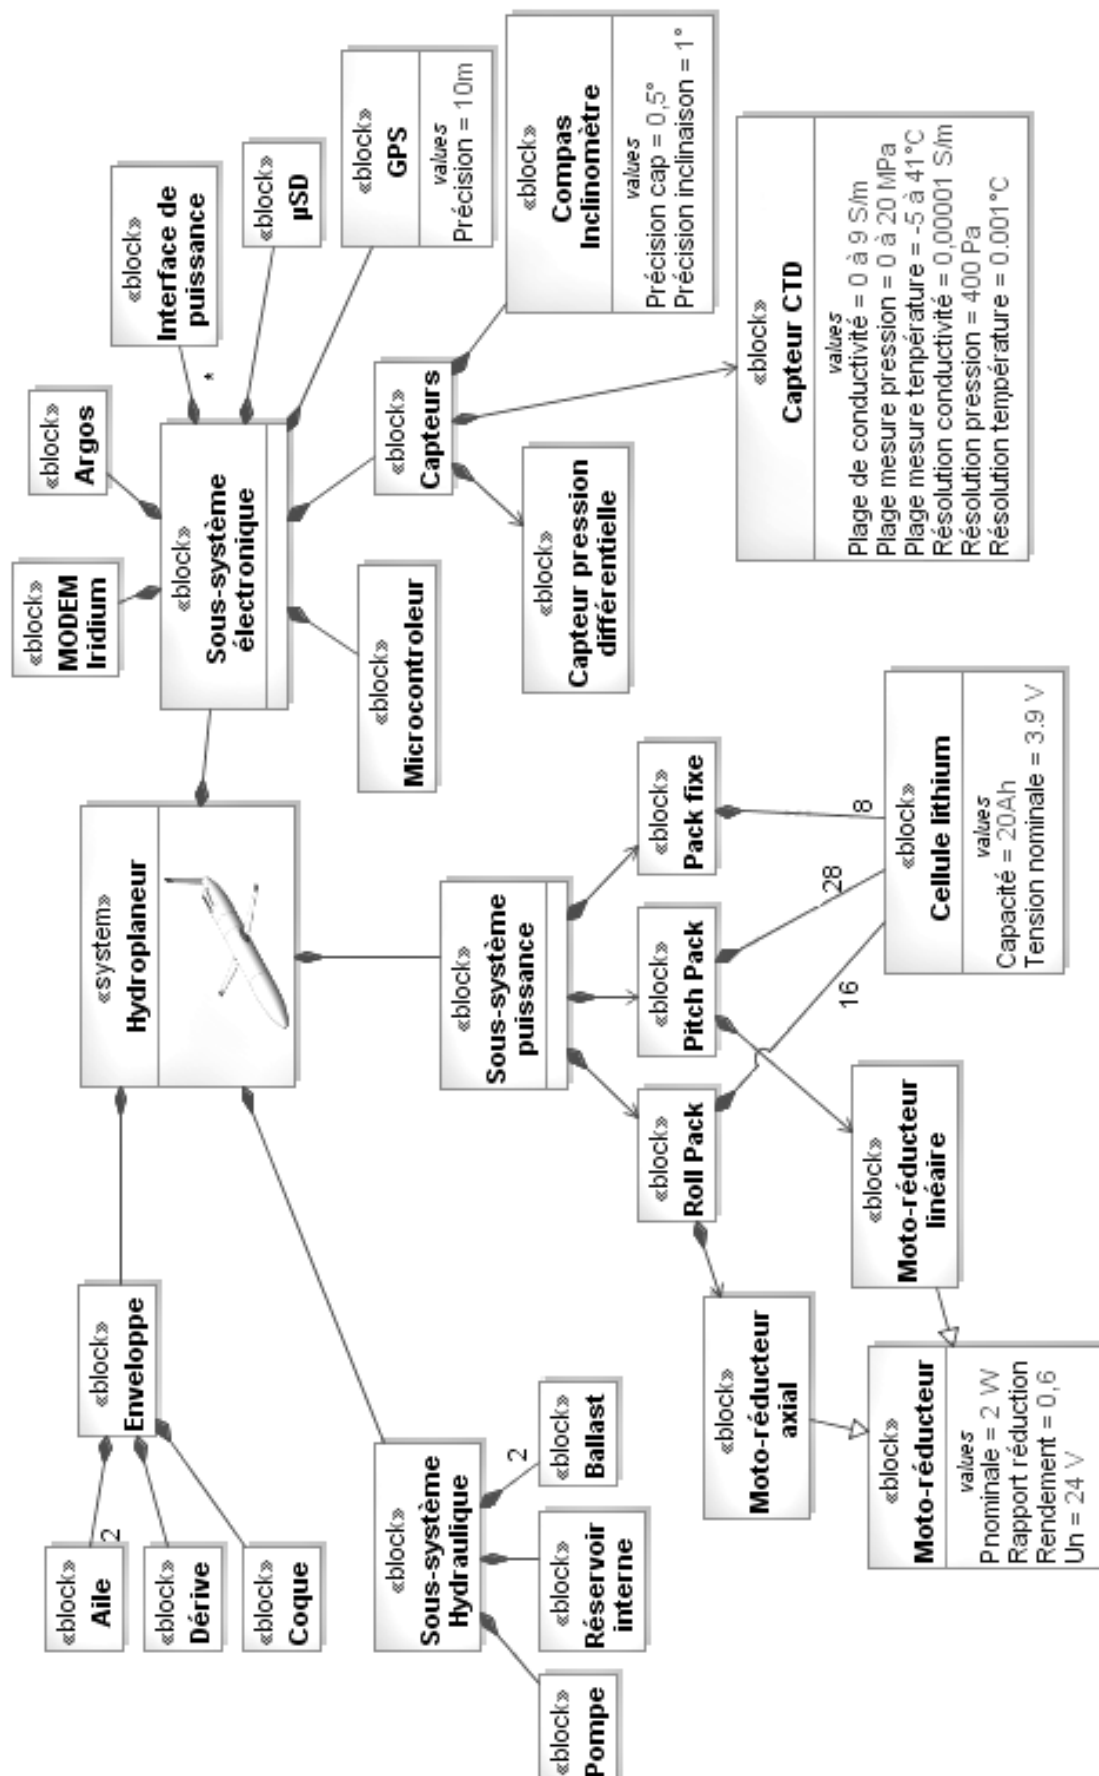 «system»
Hydroplaneur
«block»
Enveloppe
«block»
Aile
2
«block»
Dérive
«block»
Coque
«block»
Sous-système
Hydraulique
«block»
Pompe
«block»
Réservoir
interne
2
«block»
Ballast
«block»
Sous-système
puissance
«block»
Roll Pack
«block»
Pitch Pack
«block»
Pack fixe
16
28
8
«block»
Cellule lithium
values
Capacité = 20Ah
Tension nominale = 3.9 V
«block»
Moto-réducteur
axial
«block»
Moto-réducteur
linéaire
«block»
Moto-réducteur
values
Pnominale = 2 W
Rapport réduction
Rendement = 0,6
Un = 24 V
«block»
Sous-système
électronique
«block»
MODEM
Iridium
«block»
Argos
«block»
Interface de
puissance
*
«block»
µSD
«block»
GPS
values
Précision = 10m
«block»
Microcontroleur
«block»
Capteurs
«block»
Capteur pression
différentielle
«block»
Compas
Inclinomètre
values
Précision cap = 0,5°
Précision inclinaison = 1°
«block»
Capteur CTD
values
Plage de conductivité = 0 à 9 S/m
Plage mesure pression = 0 à 20 MPa
Plage mesure température = -5 à 41°C
Résolution conductivité = 0,00001 S/m
Résolution pression = 400 Pa
Résolution température = 0.001°C